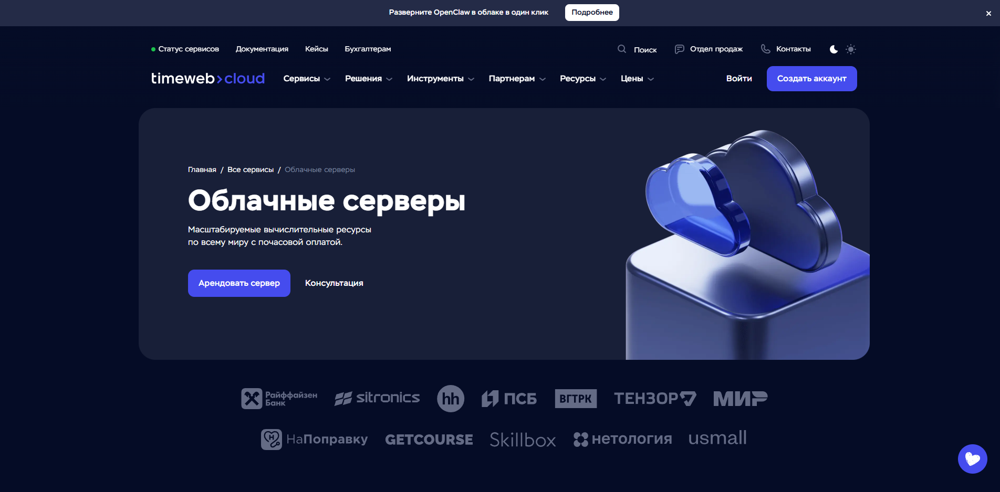 Разверните OpenClaw в облаке в один клик Подробнее
Статус сервисов Документация Кейсы Бухгалтерам Поиск Отдел продаж Контакты
timeweb>cloud Сервисы Решения Инструменты Партнерам Ресурсы Цены Войти Создать аккаунт
Главная / Все сервисы / Облачные серверы
Облачные серверы
Масштабируемые вычислительные ресурсы
по всему миру с почасовой оплатой.
Арендовать сервер Консультация
Райффайзен
Банк
sitronics
hh
ПСБ
ВГТРК
ТЕНЗОР
МИР
НаПоправку
GETCOURSE
Skillbox
нетология
usmall